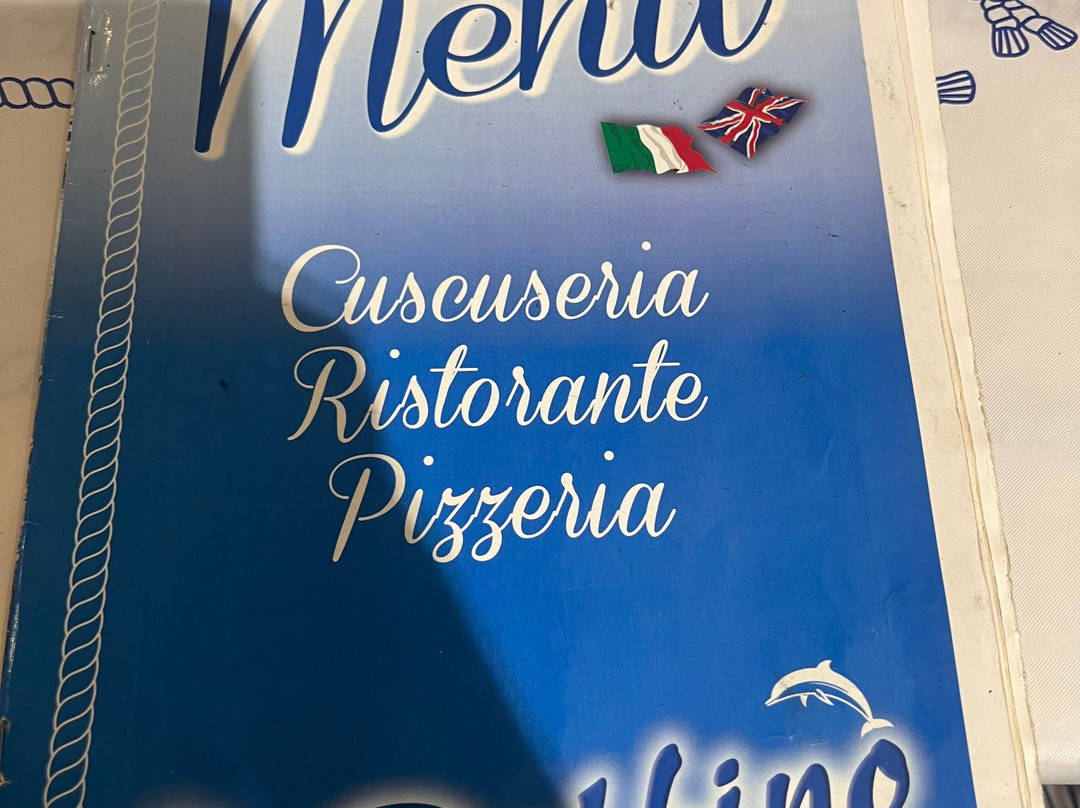 Menu
Cuscuseria
Ristorante
Pizzeria